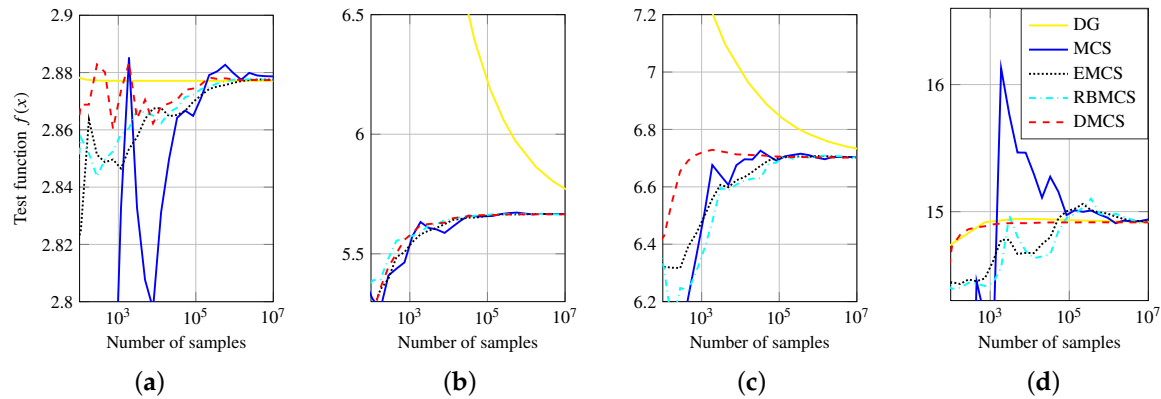 Test function f(x)
2.9
2.88
2.86
2.84
2.82
2.8
10^3
10^5
10^7
Number of samples
(a)
6.5
6
5.5
10^3
10^5
10^7
Number of samples
(b)
7.2
7
6.8
6.6
6.4
6.2
10^3
10^5
10^7
Number of samples
(c)
16
15
10^3
10^5
10^7
Number of samples
(d)
DG
MCS
EMCS
RBMCS
DMCS